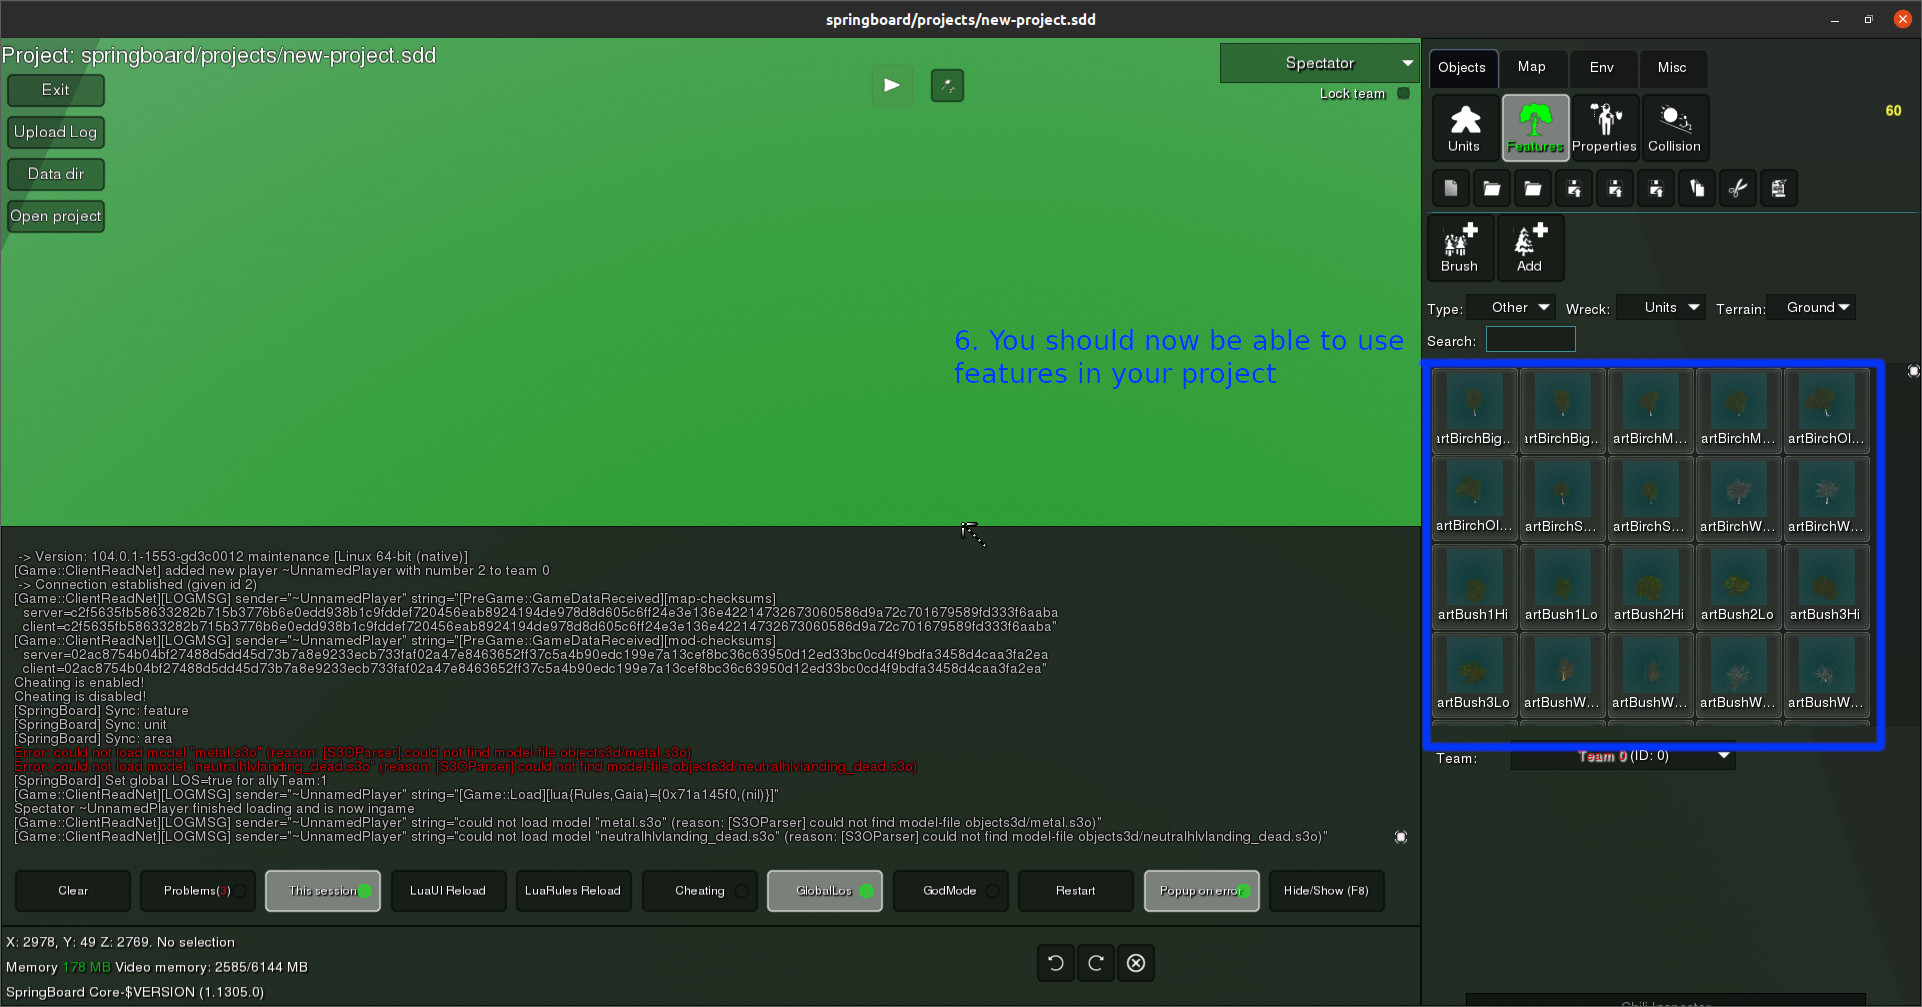 springboard/projects/new-project.sdd
Project: springboard/projects/new-project.sdd
Exit
Upload Log
Data dir
Open project
Spectator
Lock team
Objects
Map
Env
Misc
60
Units
Features
Properties
Collision
Brush
Add
Type:
Other
Wreck:
Units
Terrain:
Ground
Search:
6. You should now be able to use
features in your project
artBirchBig...
artBirchBig...
artBirchM...
artBirchM...
artBirchOl...
artBirchOl...
artBirchS...
artBirchS...
artBirchW...
artBirchW...
artBush1Hi
artBush1Lo
artBush2Hi
artBush2Lo
artBush3Hi
artBush3Lo
artBushW...
artBushW...
artBushW...
artBushW...
Team:
Team 0 (ID: 0)
-> Version: 104.0.1-1553-gd3c0012 maintenance [Linux 64-bit (native)]
[Game::ClientReadNet] added new player ~UnnamedPlayer with number 2 to team 0
-> Connection established (given id 2)
[Game::ClientReadNet][LOGMSG] sender="~UnnamedPlayer" string="[PreGame::GameDataReceived][map-checksums]
server=c2f5635fb58633282b715b3776b6e0edd938b1c9fddef720456eab8924194de978d8d605c6ff24e3e136e42214732673060586d9a72c701679589fd333f6aaba
client=c2f5635fb58633282b715b3776b6e0edd938b1c9fddef720456eab8924194de978d8d605c6ff24e3e136e42214732673060586d9a72c701679589fd333f6aaba"
[Game::ClientReadNet][LOGMSG] sender="~UnnamedPlayer" string="[PreGame::GameDataReceived][mod-checksums]
server=02ac8754b04bf27488d5dd45d73b7a8e9233ecb733faf02a47e8463652ff37c5a4b90edc199e7a13cef8bc36c63950d12ed33bc0cd4f9bdfa3458d4caa3fa2ea
client=02ac8754b04bf27488d5dd45d73b7a8e9233ecb733faf02a47e8463652ff37c5a4b90edc199e7a13cef8bc36c63950d12ed33bc0cd4f9bdfa3458d4caa3fa2ea"
Cheating is enabled!
Cheating is disabled!
[SpringBoard] Sync: feature
[SpringBoard] Sync: unit
[SpringBoard] Sync: area
Error: could not load model "metal.s3o" (reason: [S3OParser] could not find model-file objects3d/metal.s3o)
Error: could not load model "neutralhlvlanding_dead.s3o" (reason: [S3OParser] could not find model-file objects3d/neutralhlvlanding_dead.s3o)
[SpringBoard] Set global LOS=true for allyTeam:1
[Game::ClientReadNet][LOGMSG] sender="~UnnamedPlayer" string="[Game::Load][lua{Rules,Gaia}={0x71a145f0,(nil)}]"
Spectator ~UnnamedPlayer finished loading and is now ingame
[Game::ClientReadNet][LOGMSG] sender="~UnnamedPlayer" string="could not load model "metal.s3o" (reason: [S3OParser] could not find model-file objects3d/metal.s3o)"
[Game::ClientReadNet][LOGMSG] sender="~UnnamedPlayer" string="could not load model "neutralhlvlanding_dead.s3o" (reason: [S3OParser] could not find model-file objects3d/neutralhlvlanding_dead.s3o)"
Clear
Problems(3)
This session
LuaUI Reload
LuaRules Reload
Cheating
GlobalLos
GodMode
Restart
Popup on error
Hide/Show (F8)
X: 2978, Y: 49 Z: 2769. No selection
Memory 178 MB Video memory: 2585/6144 MB
SpringBoard Core-$VERSION (1.1305.0)